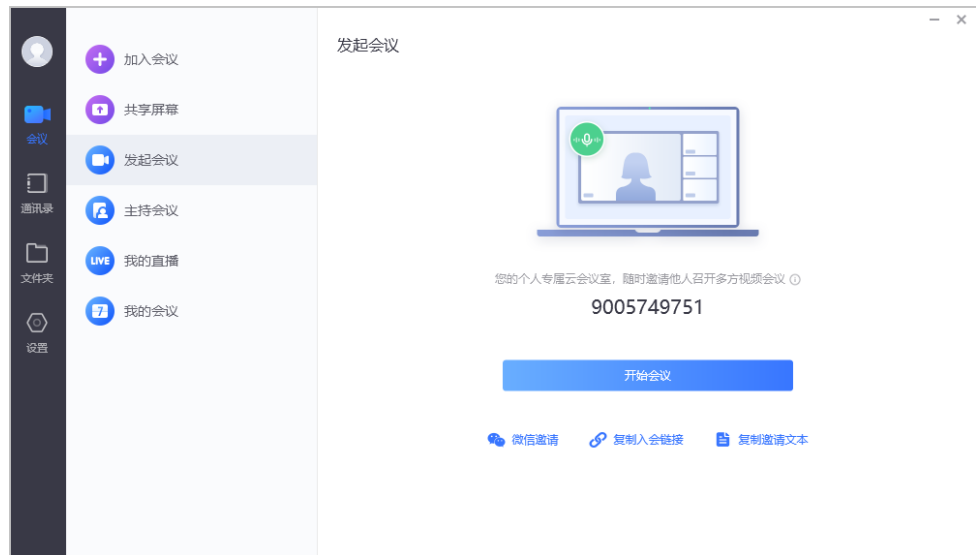 会议
通讯录
文件夹
设置
加入会议
共享屏幕
发起会议
主持会议
LIVE
我的直播
7
我的会议
发起会议
您的个人专属云会议室，随时邀请他人召开多方视频会议
9005749751
开始会议
微信邀请
复制入会链接
复制邀请文本